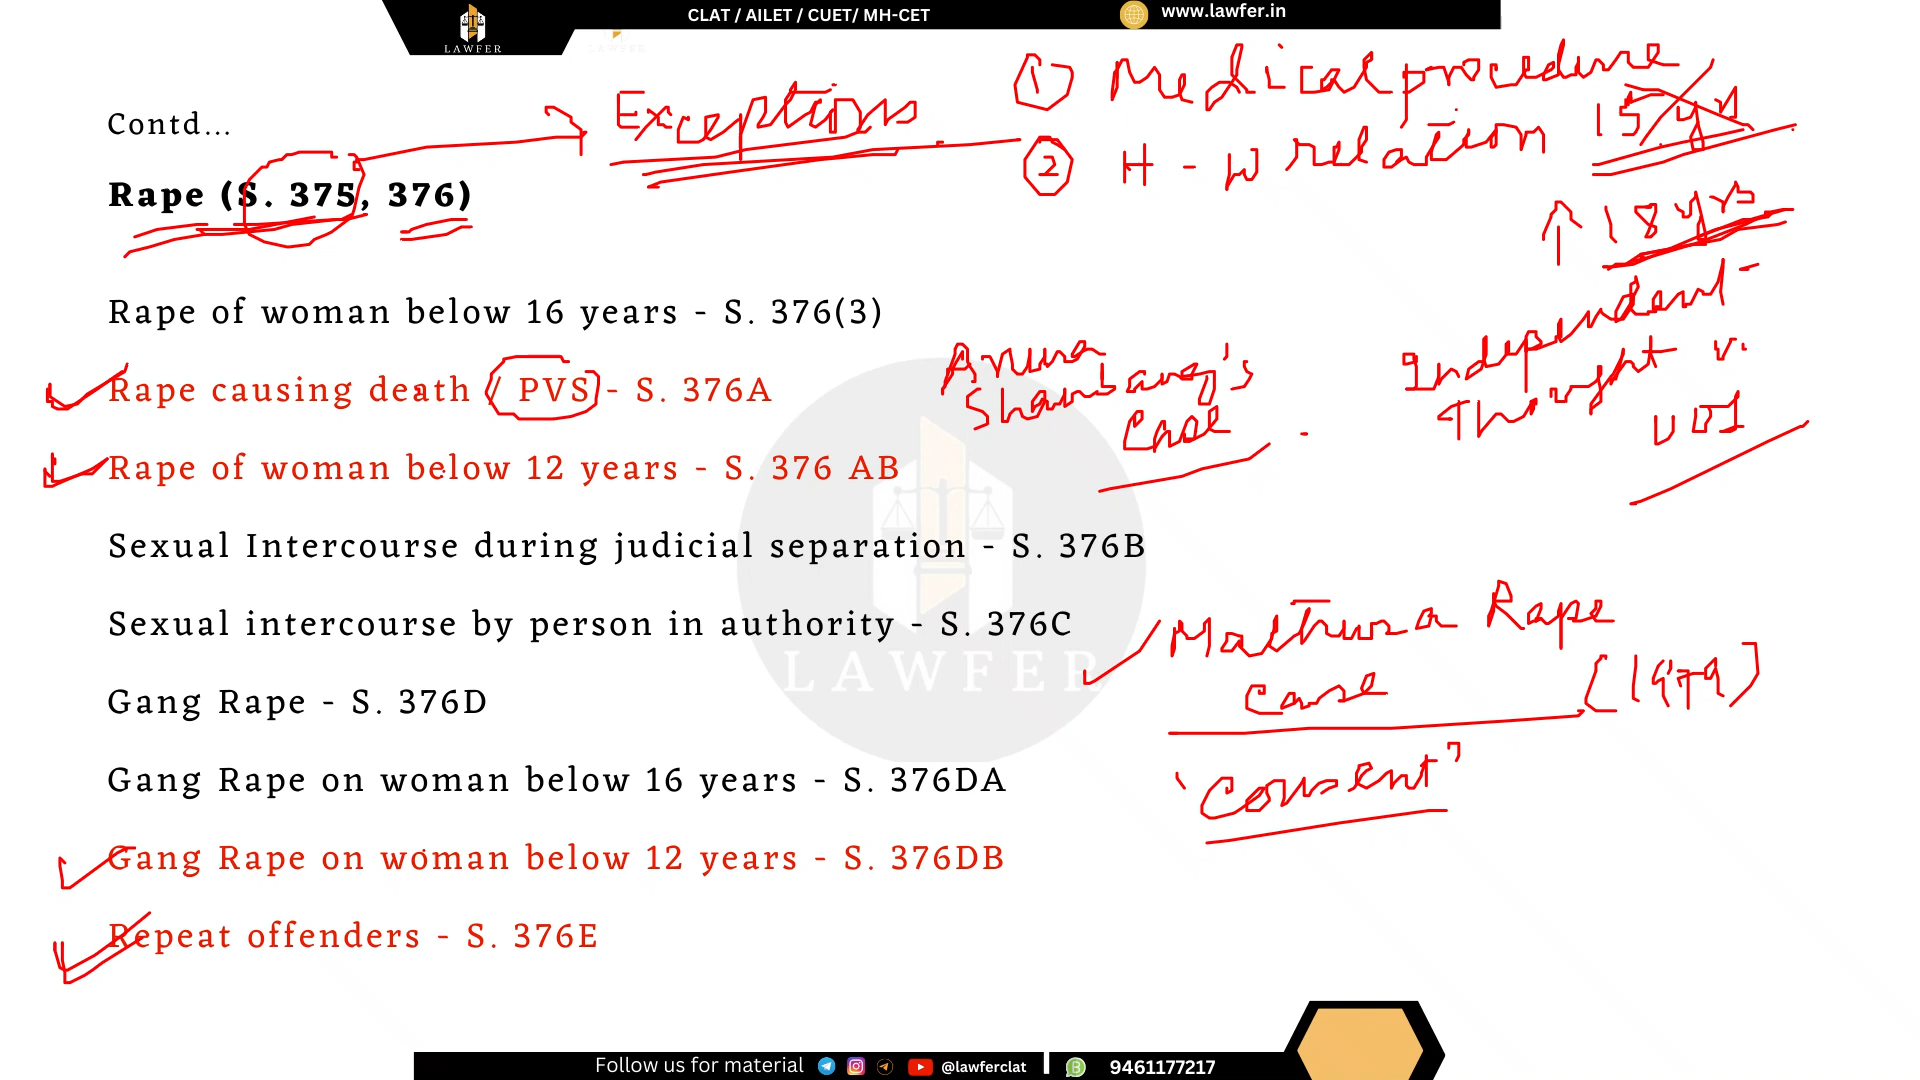 CLAT / AILET / CUET/ MH-CET
www.lawfer.in
LAWFER
Contd...
Exceptions
① Medical procedure
② H - W relation 15 yrs
↑ 18 yrs
Independent
Thought v.
UOI
Rape (S. 375, 376)
Rape of woman below 16 years - S. 376(3)
Rape causing death / PVS - S. 376A
Aruna
Shanbaug's
Case
Rape of woman below 12 years - S. 376 AB
Sexual Intercourse during judicial separation - S. 376B
Sexual intercourse by person in authority - S. 376C
LAWFER
Mathura Rape
Case (1979)
"Consent"
Gang Rape - S. 376D
Gang Rape on woman below 16 years - S. 376DA
Gang Rape on woman below 12 years - S. 376DB
Repeat offenders - S. 376E
Follow us for material @lawferclat 9461177217